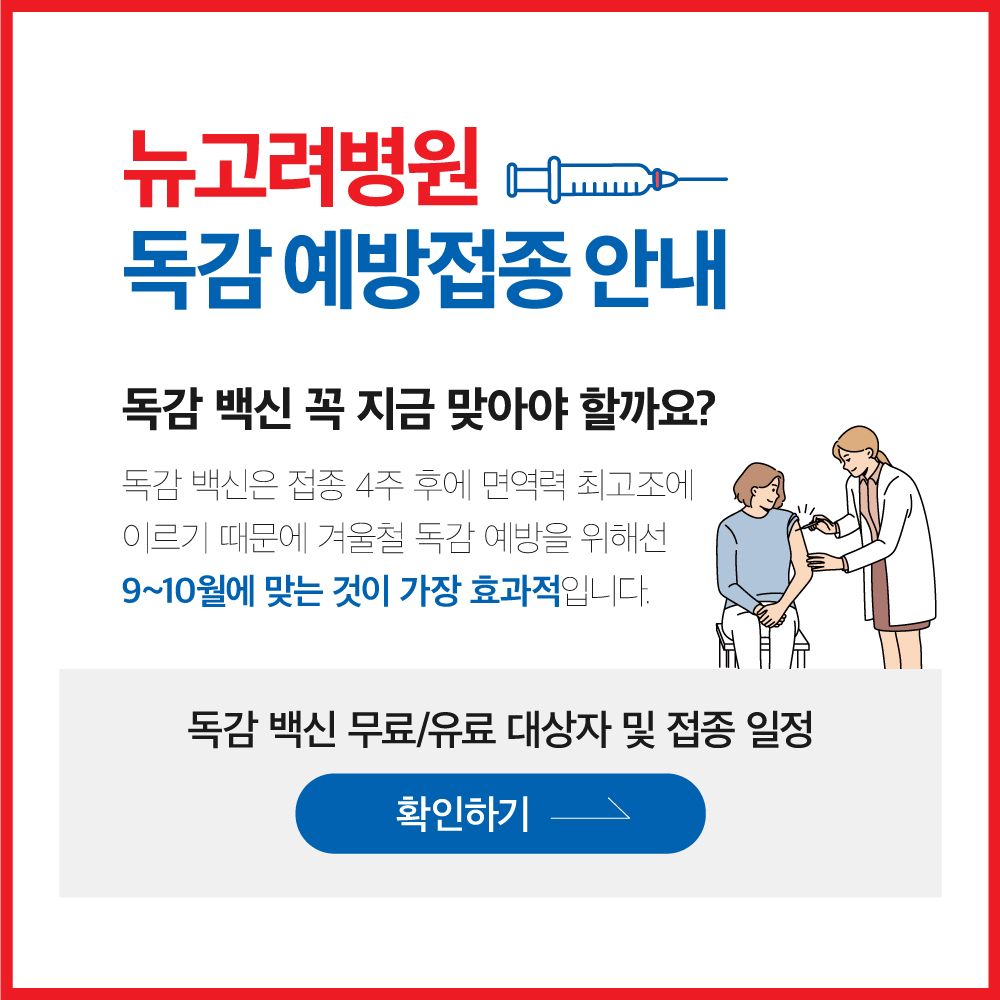 뉴고려병원
독감 예방접종 안내
독감 백신 꼭 지금 맞아야 할까요?
독감 백신은 접종 4주 후에 면역력 최고조에
이르기 때문에 겨울철 독감 예방을 위해선
9~10월에 맞는 것이 가장 효과적입니다.
독감 백신 무료/유료 대상자 및 접종 일정
확인하기